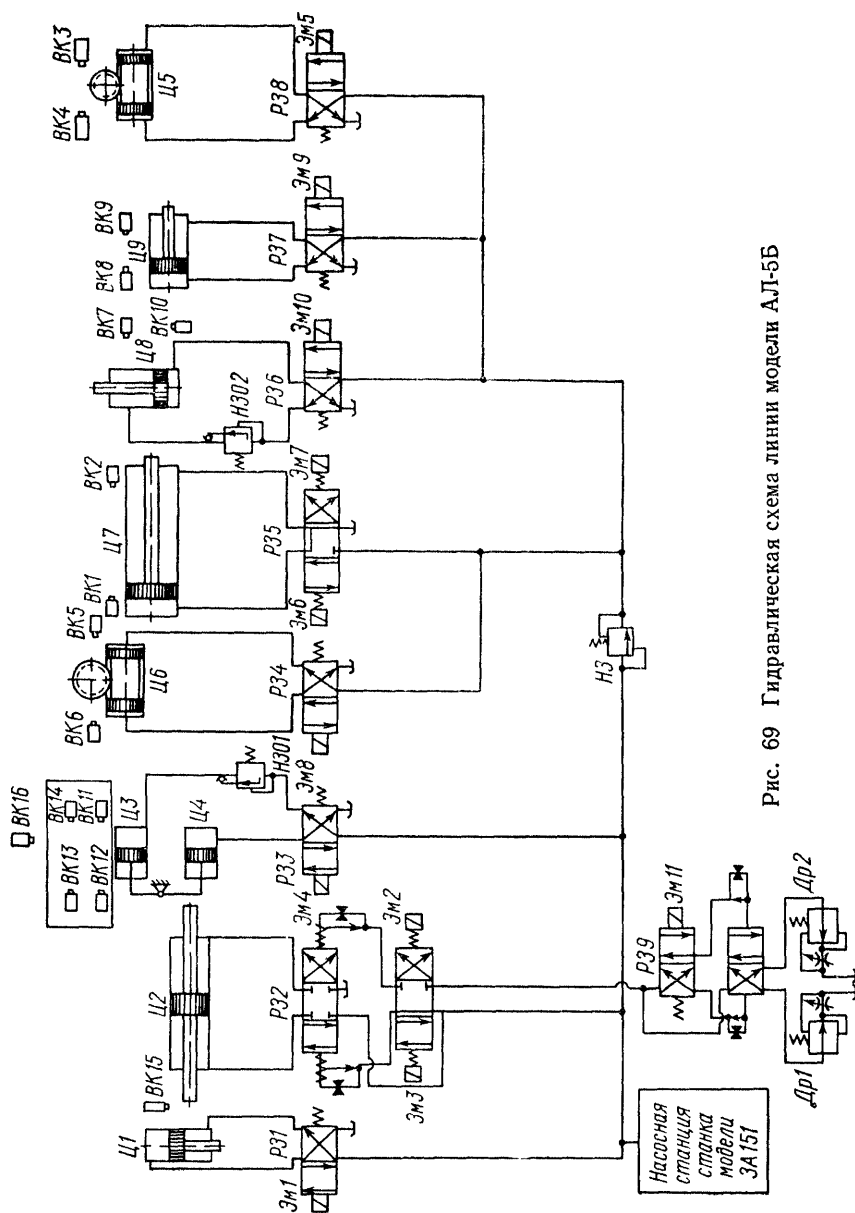 ВК3
ВК4
Ц5
Р38
Эм5
ВК9
ВК8
Ц9
Р37
Эм9
ВК7
ВК10
Ц8
НЗ02
Р36
Эм10
ВК2
ВК1
Ц7
Р35
Эм7
Эм6
ВК5
ВК6
Ц6
Р34
ВК16
ВК14
ВК11
ВК13
ВК12
Ц3
Ц4
НЗ01
Эм8
Р33
Ц2
ВК15
Р32
Эм4
Эм2
Эм3
Ц1
Р31
Эм1
НЗ
Р39
Эм11
Др1
Др2
Насосная
станция
станка
модели
3А151
Рис. 69 Гидравлическая схема линии модели АЛ-5Б